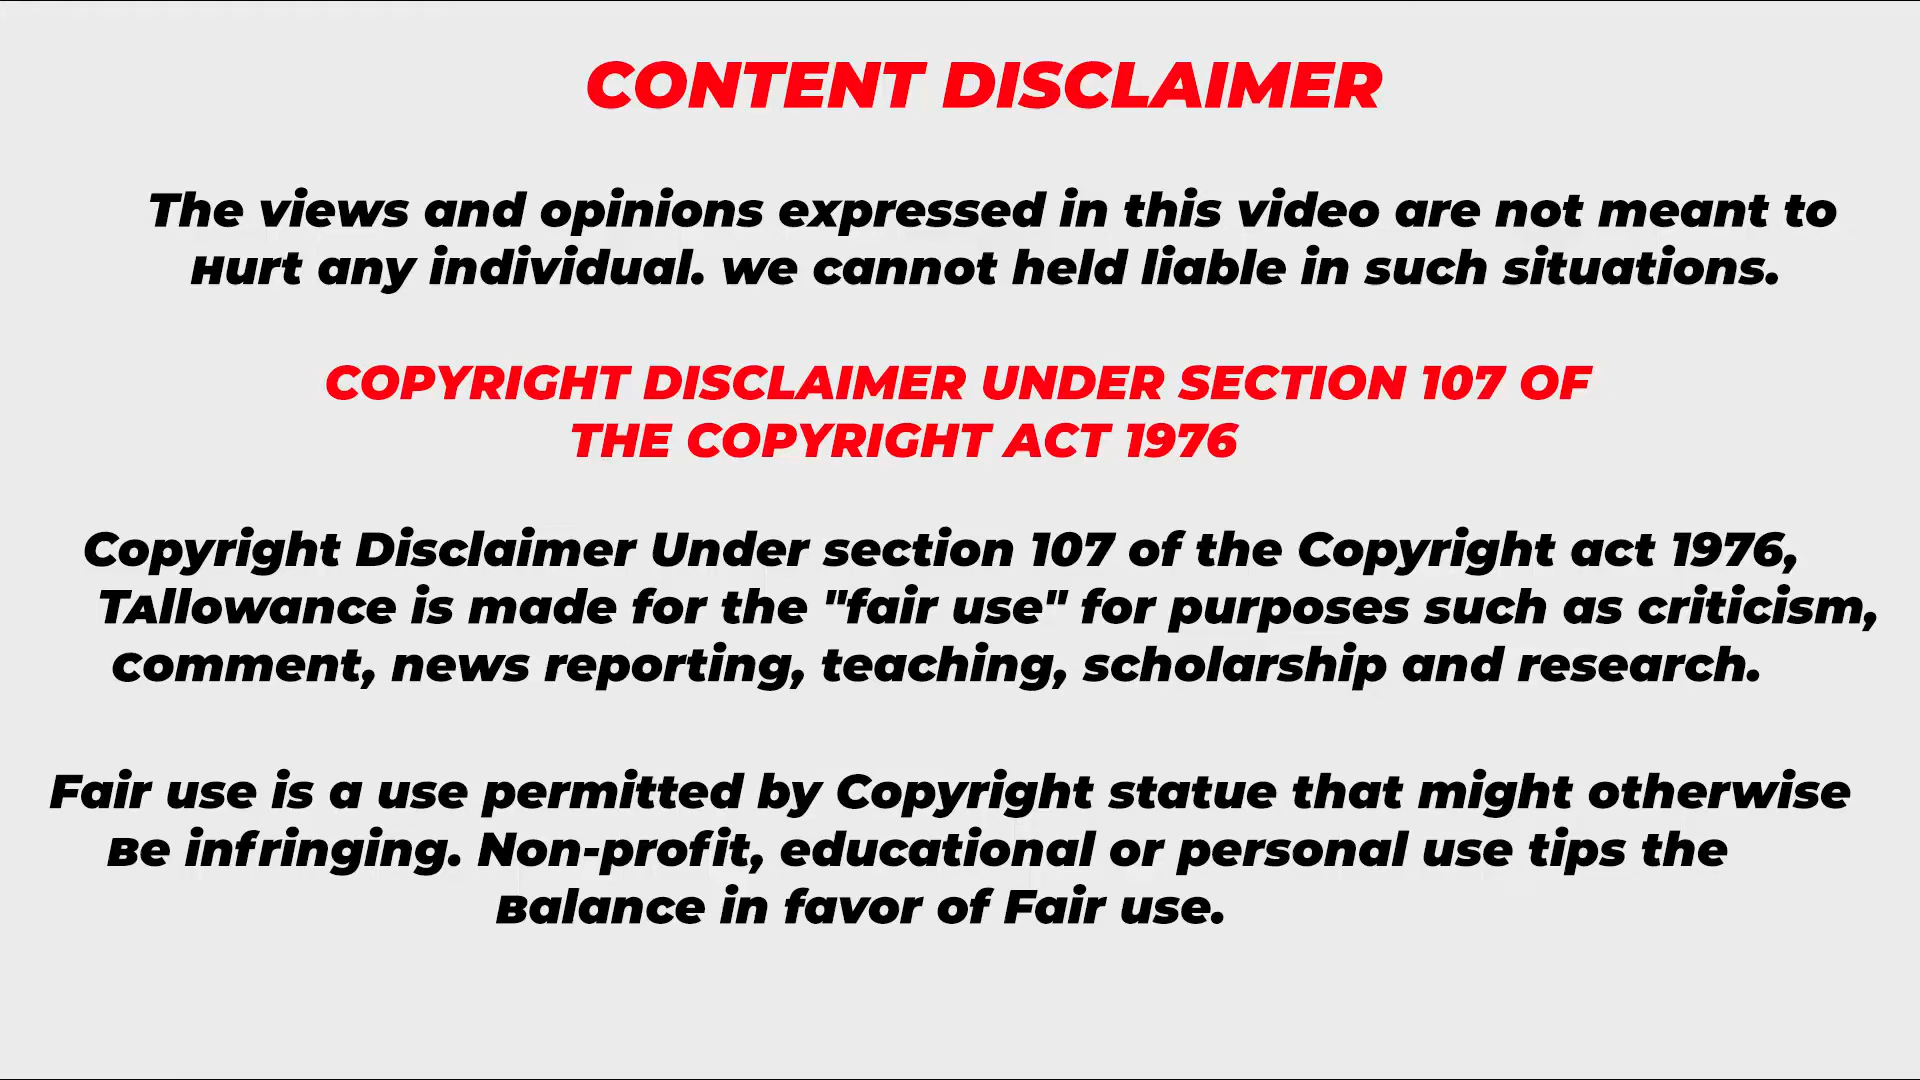 CONTENT DISCLAIMER
The views and opinions expressed in this video are not meant to
Hurt any individual. we cannot held liable in such situations.
COPYRIGHT DISCLAIMER UNDER SECTION 107 OF
THE COPYRIGHT ACT 1976
Copyright Disclaimer Under section 107 of the Copyright act 1976,
TAllowance is made for the "fair use" for purposes such as criticism,
comment, news reporting, teaching, scholarship and research.
Fair use is a use permitted by Copyright statue that might otherwise
Be infringing. Non-profit, educational or personal use tips the
Balance in favor of Fair use.